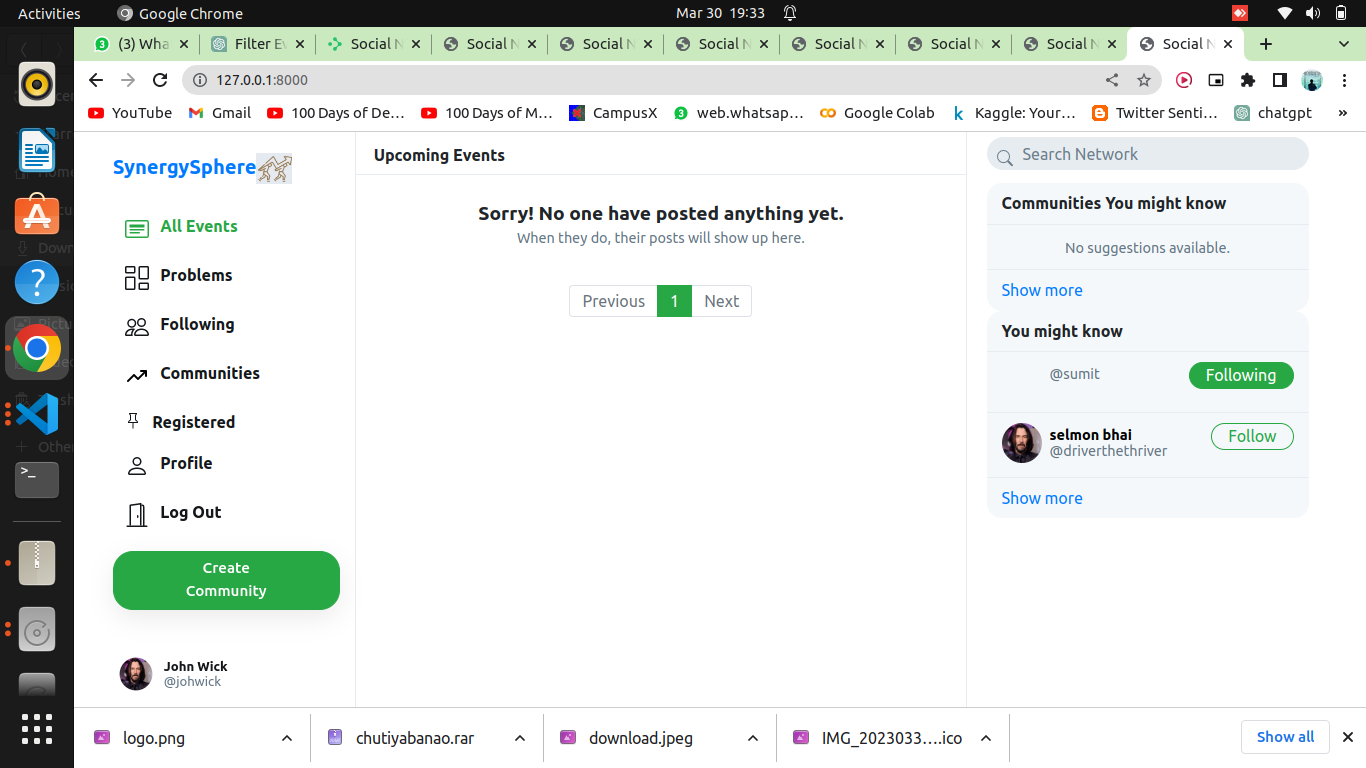 Activities
Google Chrome
Mar 30 19:33
(3) Wha
Filter Ev
Social N
Social N
Social N
Social N
Social N
Social N
Social N
Social N
127.0.0.1:8000
YouTube
Gmail
100 Days of De...
100 Days of M...
CampusX
web.whatsap...
Google Colab
Kaggle: Your...
Twitter Senti...
chatgpt
»
SynergySphere
All Events
Problems
Following
Communities
Registered
Profile
Log Out
Create
Community
John Wick
@johwick
Upcoming Events
Sorry! No one have posted anything yet.
When they do, their posts will show up here.
Previous 1 Next
Search Network
Communities You might know
No suggestions available.
Show more
You might know
@sumit
Following
selmon bhai
@driverthethriver
Follow
Show more
logo.png
chutiyabanao.rar
download.jpeg
IMG_2023033....ico
Show all